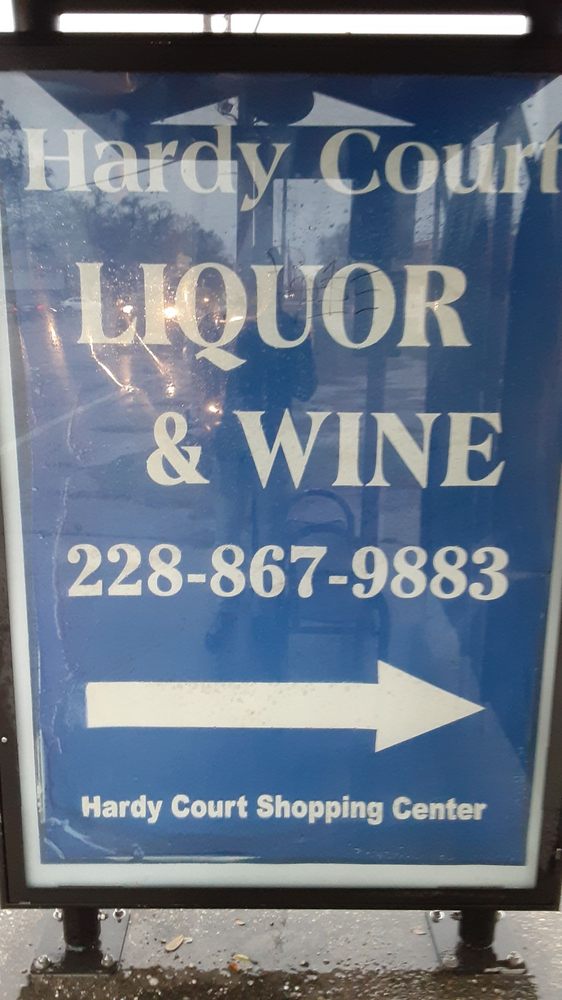 Hardy Court
LIQUOR
& WINE
228-867-9883
Hardy Court Shopping Center